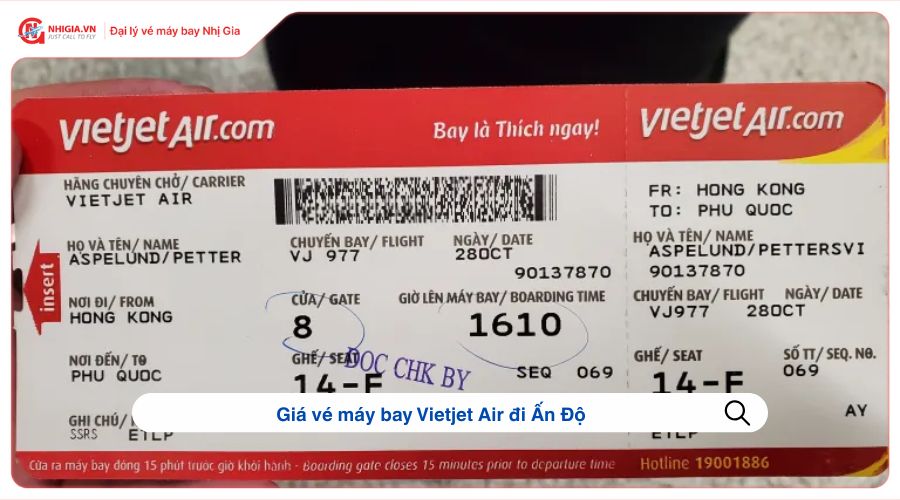 NHIGIA.VN
JUST CALL TO FLY
Đại lý vé máy bay Nhị Gia
vietjetAir.com
Bay là Thích ngay!
vietjetAir.com
HÃNG CHUYÊN CHỞ/ CARRIER
VIETJET AIR
FR: HONG KONG
TO: PHU QUOC
HỌ VÀ TÊN/ NAME
ASPELUND/PETTER
CHUYẾN BAY/ FLIGHT
VJ 977
NGÀY/ DATE
28OCT
90137870
HỌ VÀ TÊN/ NAME
ASPELUND/PETTERSVI
90137870
insert
NƠI ĐI/ FROM
HONG KONG
CỬA/ GATE
8
GIỜ LÊN MÁY BAY/ BOARDING TIME
1610
CHUYẾN BAY/ FLIGHT
VJ977
NGÀY/ DATE
28OCT
NƠI ĐẾN/ TO
PHU QUOC
GHẾ/ SEAT
14-F
DOC CHK BY
SEQ 069
GHẾ/ SEAT
14-F
SỐ TT/ SEQ. NO.
069
AY
GHI CHÚ/
SSRS ETLP
Giá vé máy bay Vietjet Air đi Ấn Độ
ETLP
Cửa ra máy bay đóng 15 phút trước giờ khởi hành - Boarding gate closes 15 minutes prior to departure time
Hotline 19001886